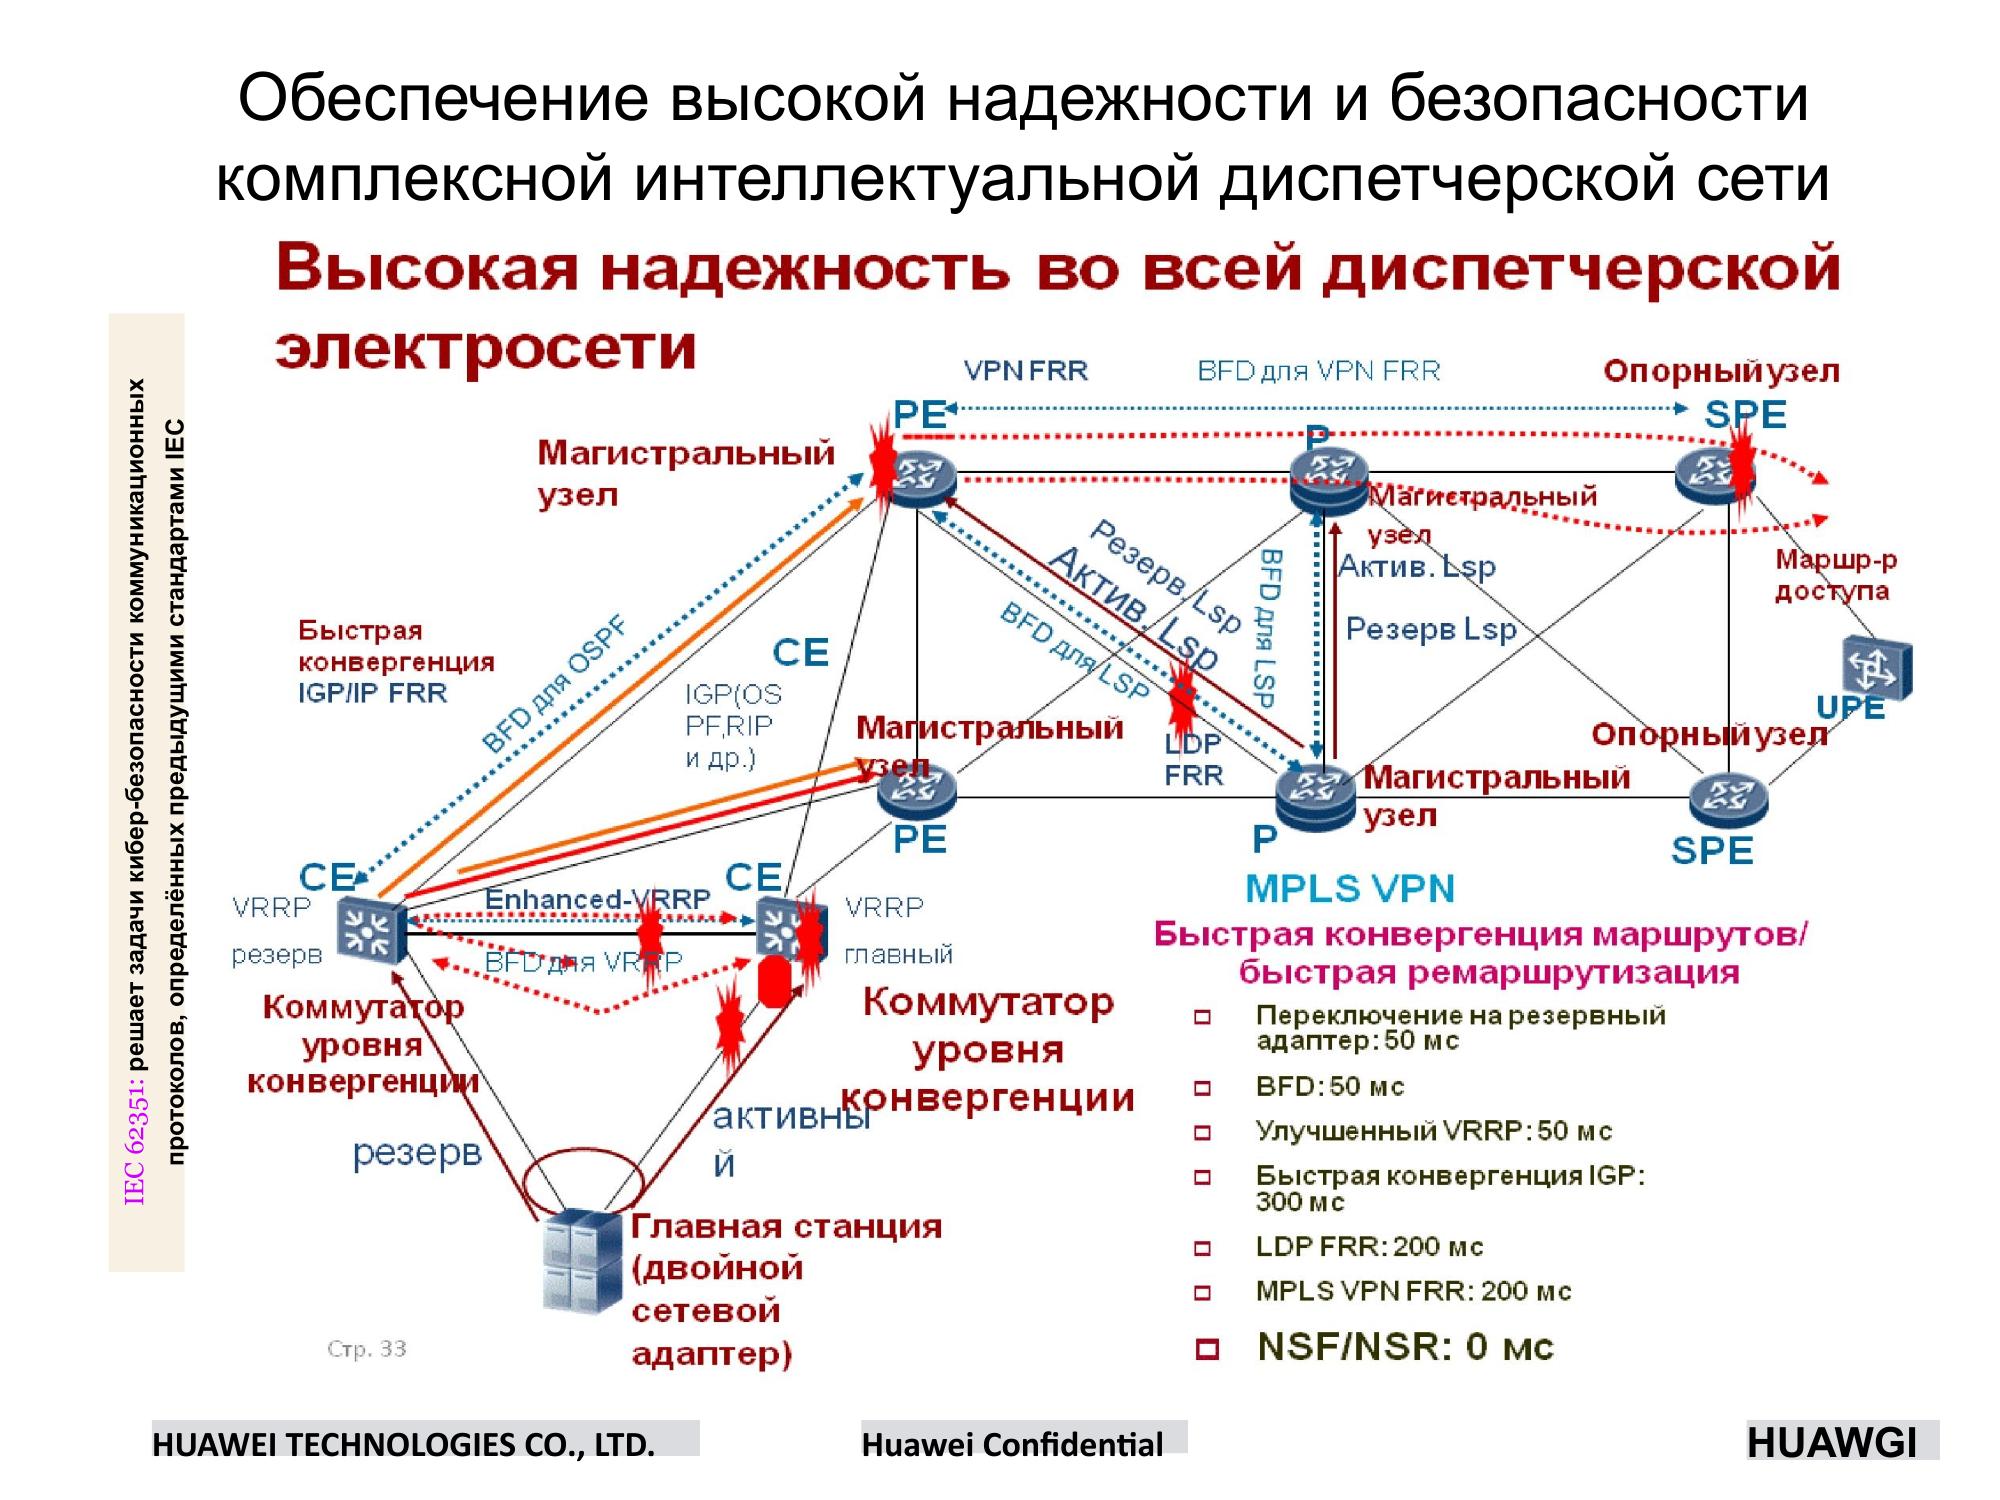 Обеспечение высокой надежности и безопасности
комплексной интеллектуальной диспетчерской сети
Высокая надежность во всей диспетчерской
электросети
IEC 62351: решает задачи кибер-безопасности коммуникационных
протоколов, определённых предыдущими стандартами IEC
VPN FRR
BFD для VPN FRR
Опорный узел
PE
SPE
P
Магистральный
узел
Магистральный
узел
Резерв. Lsp
Актив. Lsp
BFD для LSP
BFD для LSP
Актив. Lsp
Резерв Lsp
Маршр-р
доступа
UPE
Быстрая
конвергенция
IGP/IP FRR
BFD для OSPF
CE
IGP(OS
PF,RIP
и др.)
Магистральный
узел
LDP
FRR
Опорный узел
Магистральный
узел
PE
P
SPE
CE
CE
MPLS VPN
VRRP
резерв
Enhanced-VRRP
BFD для VRRP
VRRP
главный
Коммутатор
уровня
конвергенции
Коммутатор
уровня
конвергенции
резерв
активны
й
Главная станция
(двойной
сетевой
адаптер)
Быстрая конвергенция маршрутов/
быстрая ремаршрутизация
Переключение на резервный
адаптер: 50 мс
BFD: 50 мс
Улучшенный VRRP: 50 мс
Быстрая конвергенция IGP:
300 мс
LDP FRR: 200 мс
MPLS VPN FRR: 200 мс
NSF/NSR: 0 мс
Стр. 33
HUAWEI TECHNOLOGIES CO., LTD.
Huawei Confidential
HUAWGI